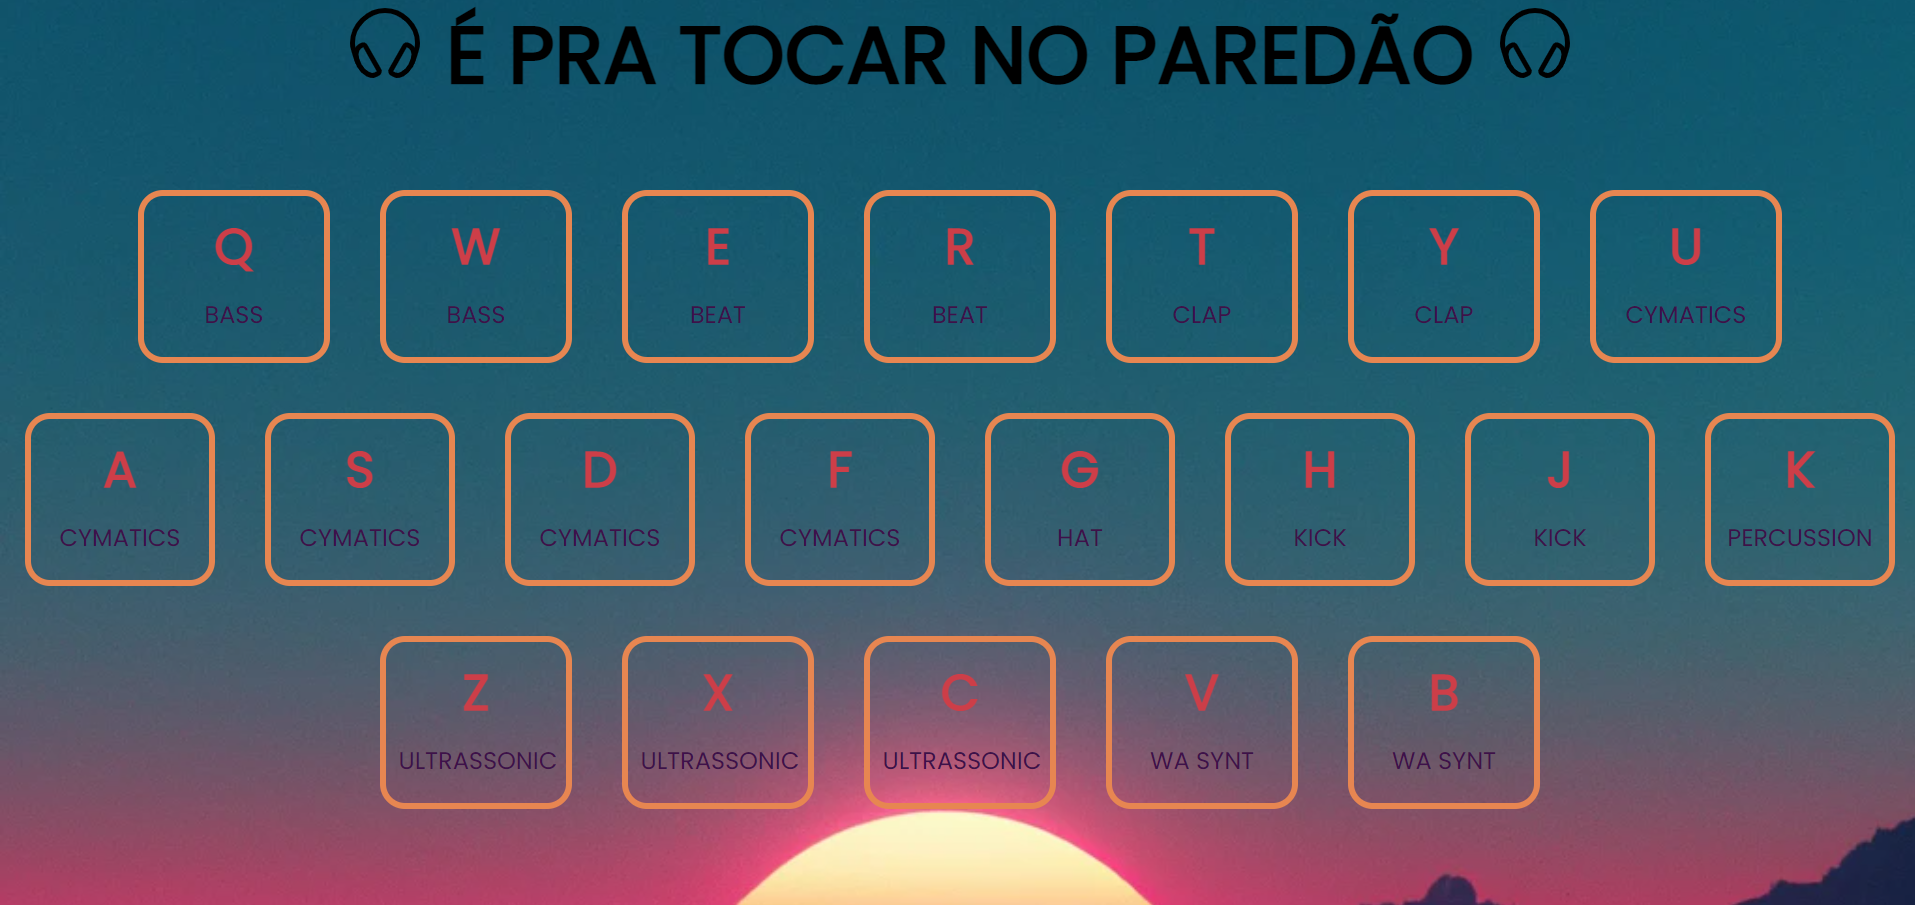 É PRA TOCAR NO PAREDÃO
Q W E R T Y U
BASS BASS BEAT BEAT CLAP CLAP CYMATICS
A S D F G H J K
CYMATICS CYMATICS CYMATICS CYMATICS HAT KICK KICK PERCUSSION
Z X C V B
ULTRASSONIC ULTRASSONIC ULTRASSONIC WA SYNT WA SYNT